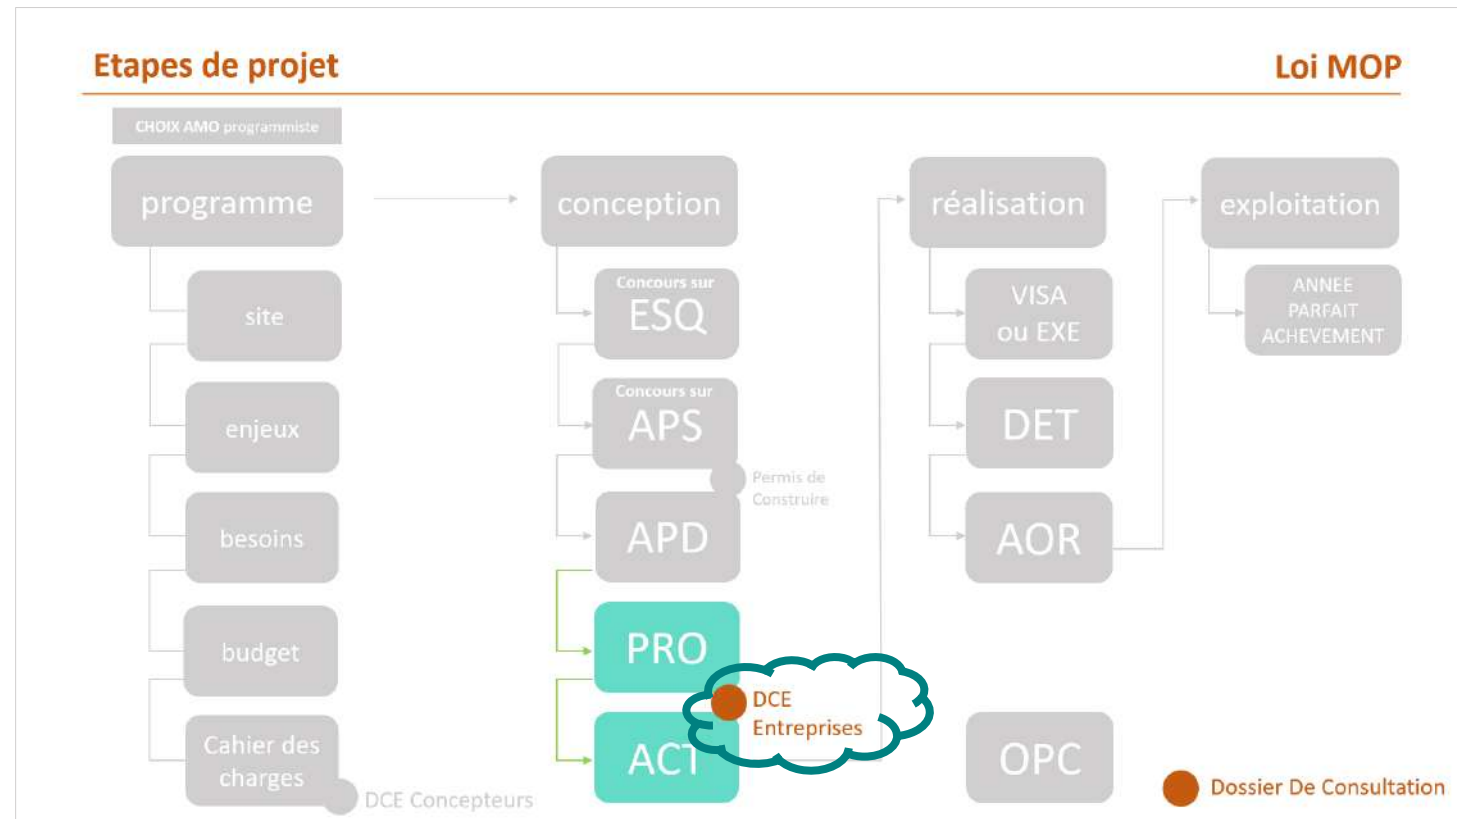 Etapes de projet
Loi MOP
CHOIX AMO programmiste
programme
site
enjeux
besoins
budget
Cahier des
charges
DCE Concepteurs
conception
Concours sur
ESQ
Concours sur
APS
Permis de
Construire
APD
PRO
DCE
Entreprises
ACT
réalisation
VISA
ou EXE
DET
AOR
OPC
exploitation
ANNEE
PARFAIT
ACHEVEMENT
Dossier De Consultation